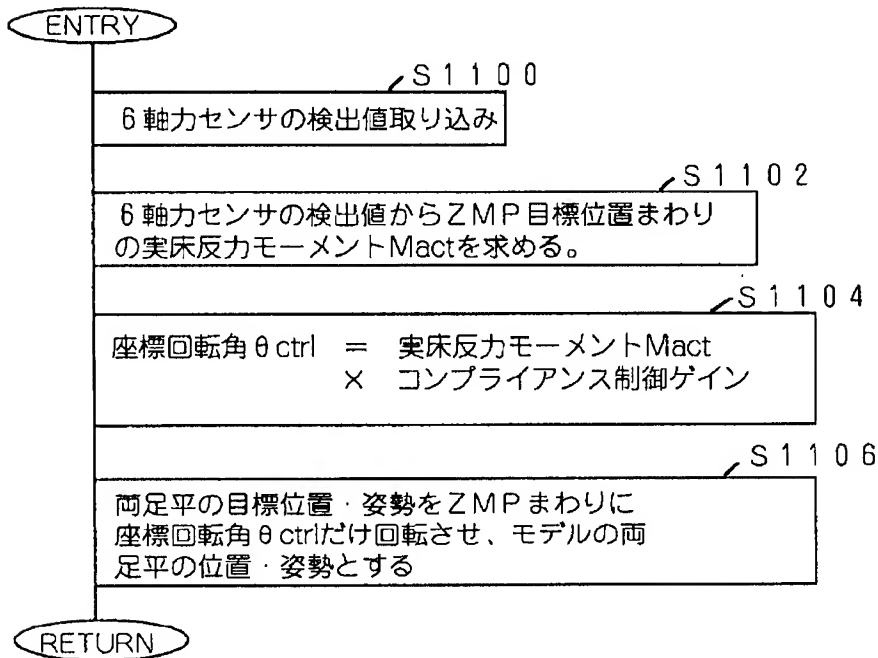 ENTRY
S1100
6軸力センサの検出値取り込み
S1102
6軸力センサの検出値からZMP目標位置まわり
の実床反力モーメントMactを求める。
S1104
座標回転角θctrl = 実床反力モーメントMact
× コンプライアンス制御ゲイン
S1106
両足平の目標位置・姿勢をZMPまわりに
座標回転角θctrlだけ回転させ、モデルの両
足平の位置・姿勢とする
RETURN